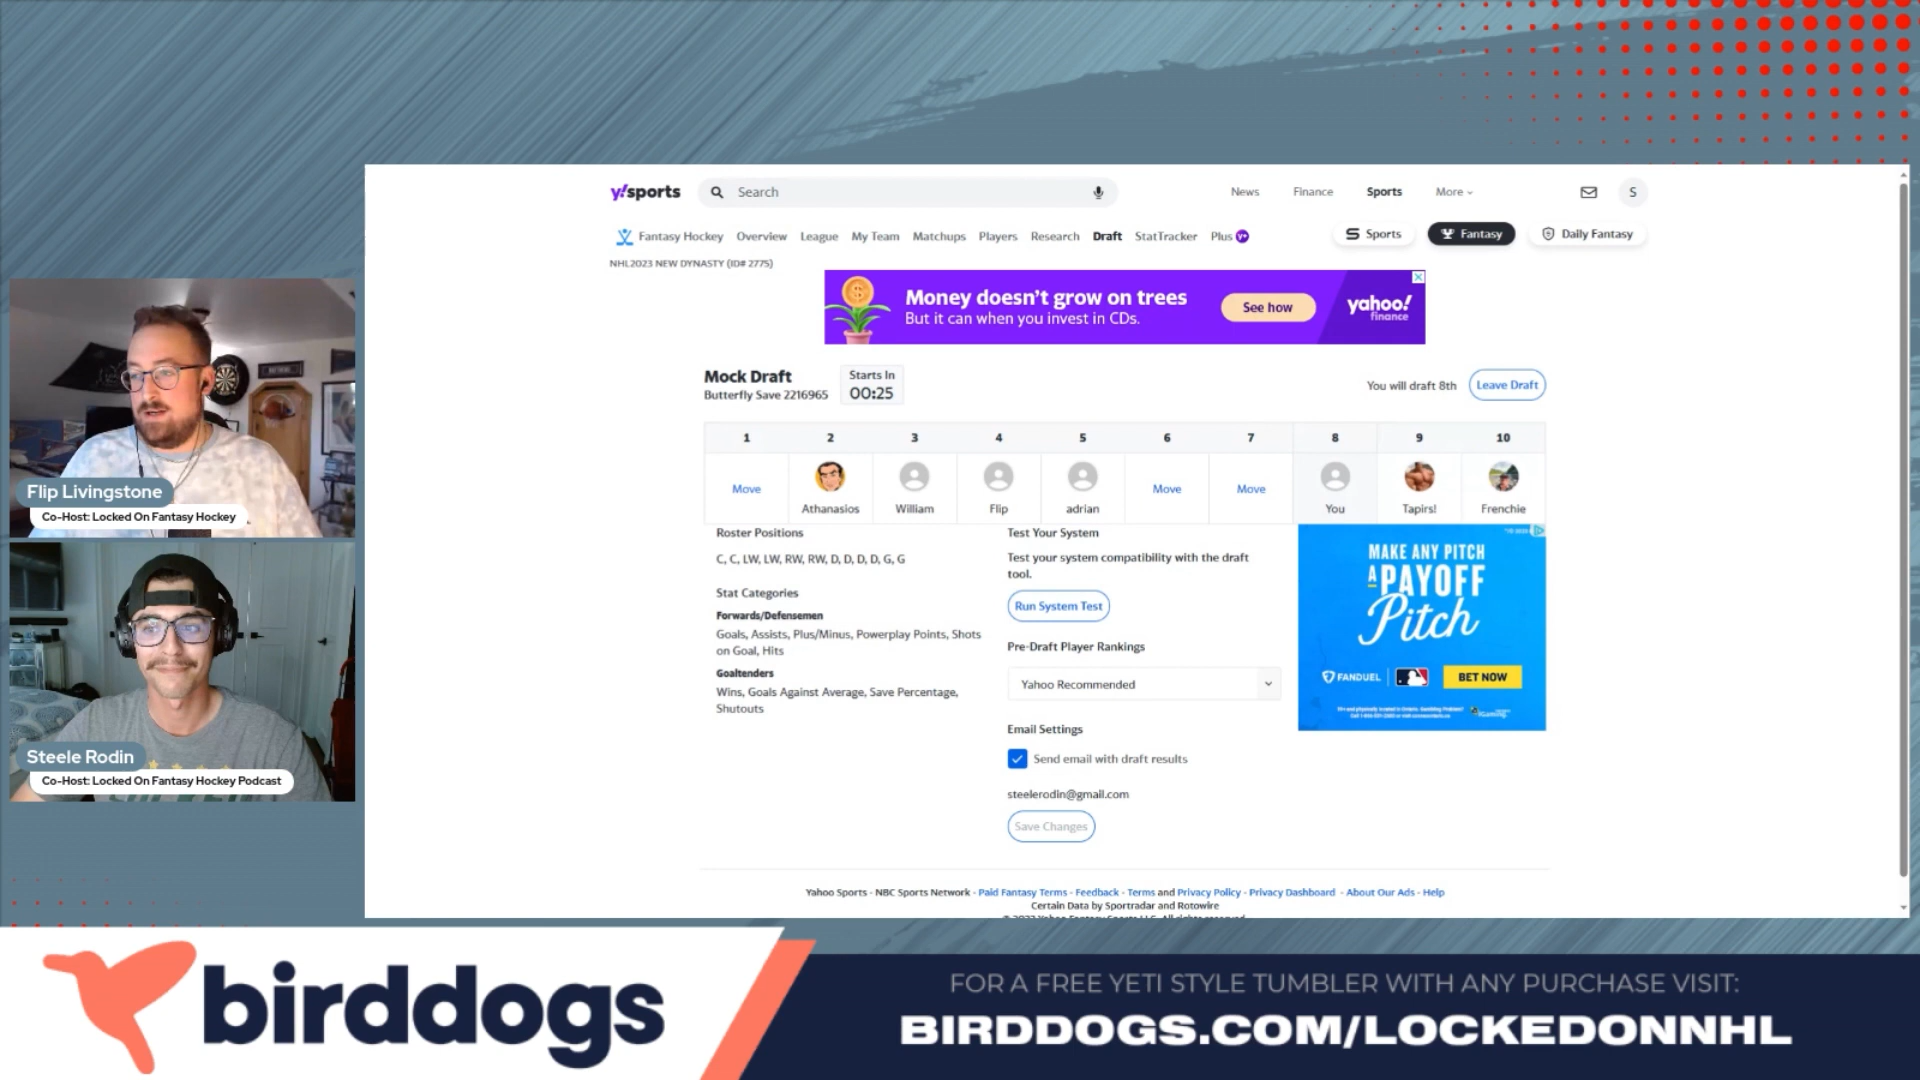 y!sports
Search
News
Finance
Sports
More
S
Fantasy Hockey
Overview
League
My Team
Matchups
Players
Research
Draft
StatTracker
Plus
Sports
Fantasy
Daily Fantasy
NHL2023 NEW DYNASTY (ID# 2775)
Money doesn't grow on trees
But it can when you invest in CDs.
See how
yahoo!
finance
Mock Draft
Butterfly Save 2216965
Starts In
00:25
You will draft 8th
Leave Draft
1 2 3 4 5 6 7 8 9 10
Move
Athanasios
William
Flip
adrian
Move
Move
You
Tapirs!
Frenchie
Roster Positions
C, C, LW, LW, RW, RW, D, D, D, D, G, G
Stat Categories
Forwards/Defensemen
Goals, Assists, Plus/Minus, Powerplay Points, Shots
on Goal, Hits
Goaltenders
Wins, Goals Against Average, Save Percentage,
Shutouts
Test Your System
Test your system compatibility with the draft
tool.
Run System Test
Pre-Draft Player Rankings
Yahoo Recommended
Email Settings
Send email with draft results
steelerodin@gmail.com
Save Changes
MAKE ANY PITCH
A PAYOFF
Pitch
FANDUEL
BET NOW
Yahoo Sports - NBC Sports Network - Paid Fantasy Terms - Feedback - Terms and Privacy Policy - Privacy Dashboard - About Our Ads - Help
Certain Data by Sportradar and Rotowire
Flip Livingstone
Co-Host: Locked On Fantasy Hockey
Steele Rodin
Co-Host: Locked On Fantasy Hockey Podcast
birddogs
FOR A FREE YETI STYLE TUMBLER WITH ANY PURCHASE VISIT:
BIRDDOGS.COM/LOCKEDONNHL